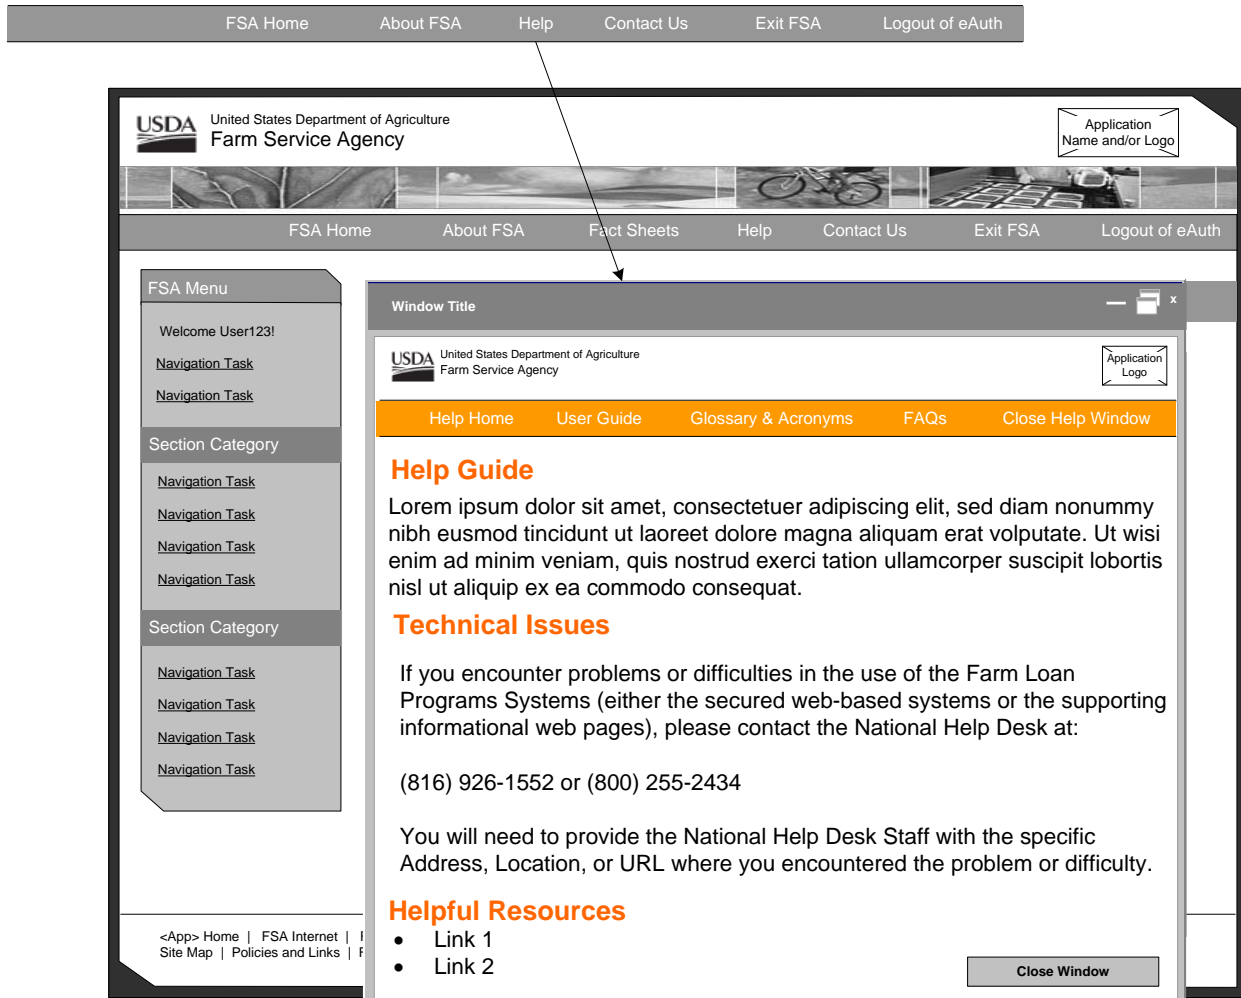 FSA Home About FSA Help Contact Us Exit FSA Logout of eAuth
USDA United States Department of Agriculture
Farm Service Agency
Application
Name and/or Logo
FSA Home About FSA Fact Sheets Help Contact Us Exit FSA Logout of eAuth
FSA Menu
Welcome User123!
Navigation Task
Navigation Task
Section Category
Navigation Task
Navigation Task
Navigation Task
Navigation Task
Section Category
Navigation Task
Navigation Task
Navigation Task
Navigation Task
Window Title x
USDA United States Department of Agriculture
Farm Service Agency
Application
Logo
Help Home User Guide Glossary & Acronyms FAQs Close Help Window
Help Guide
Lorem ipsum dolor sit amet, consectetuer adipiscing elit, sed diam nonummy
nibh eusmod tincidunt ut laoreet dolore magna aliquam erat volputate. Ut wisi
enim ad minim veniam, quis nostrud exerci tation ullamcorper suscipit lobortis
nisl ut aliquip ex ea commodo consequat.
Technical Issues
If you encounter problems or difficulties in the use of the Farm Loan
Programs Systems (either the secured web-based systems or the supporting
informational web pages), please contact the National Help Desk at:
(816) 926-1552 or (800) 255-2434
You will need to provide the National Help Desk Staff with the specific
Address, Location, or URL where you encountered the problem or difficulty.
Helpful Resources
• Link 1
• Link 2
Close Window
<App> Home | FSA Internet |
Site Map | Policies and Links |